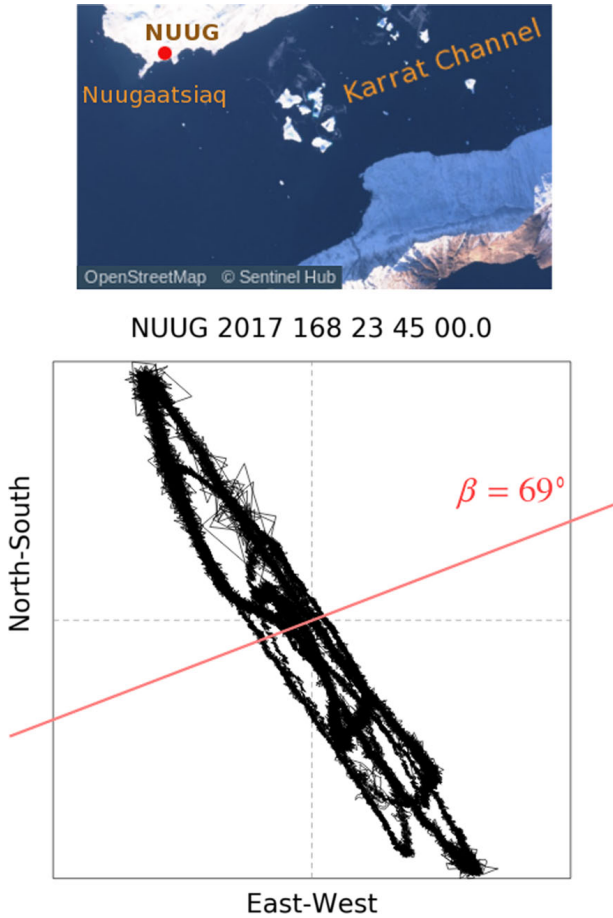 NUUG
Nuugaatsiaq
Karrat Channel
OpenStreetMap © Sentinel Hub
NUUG 2017 168 23 45 00.0
β = 69°
North-South
East-West